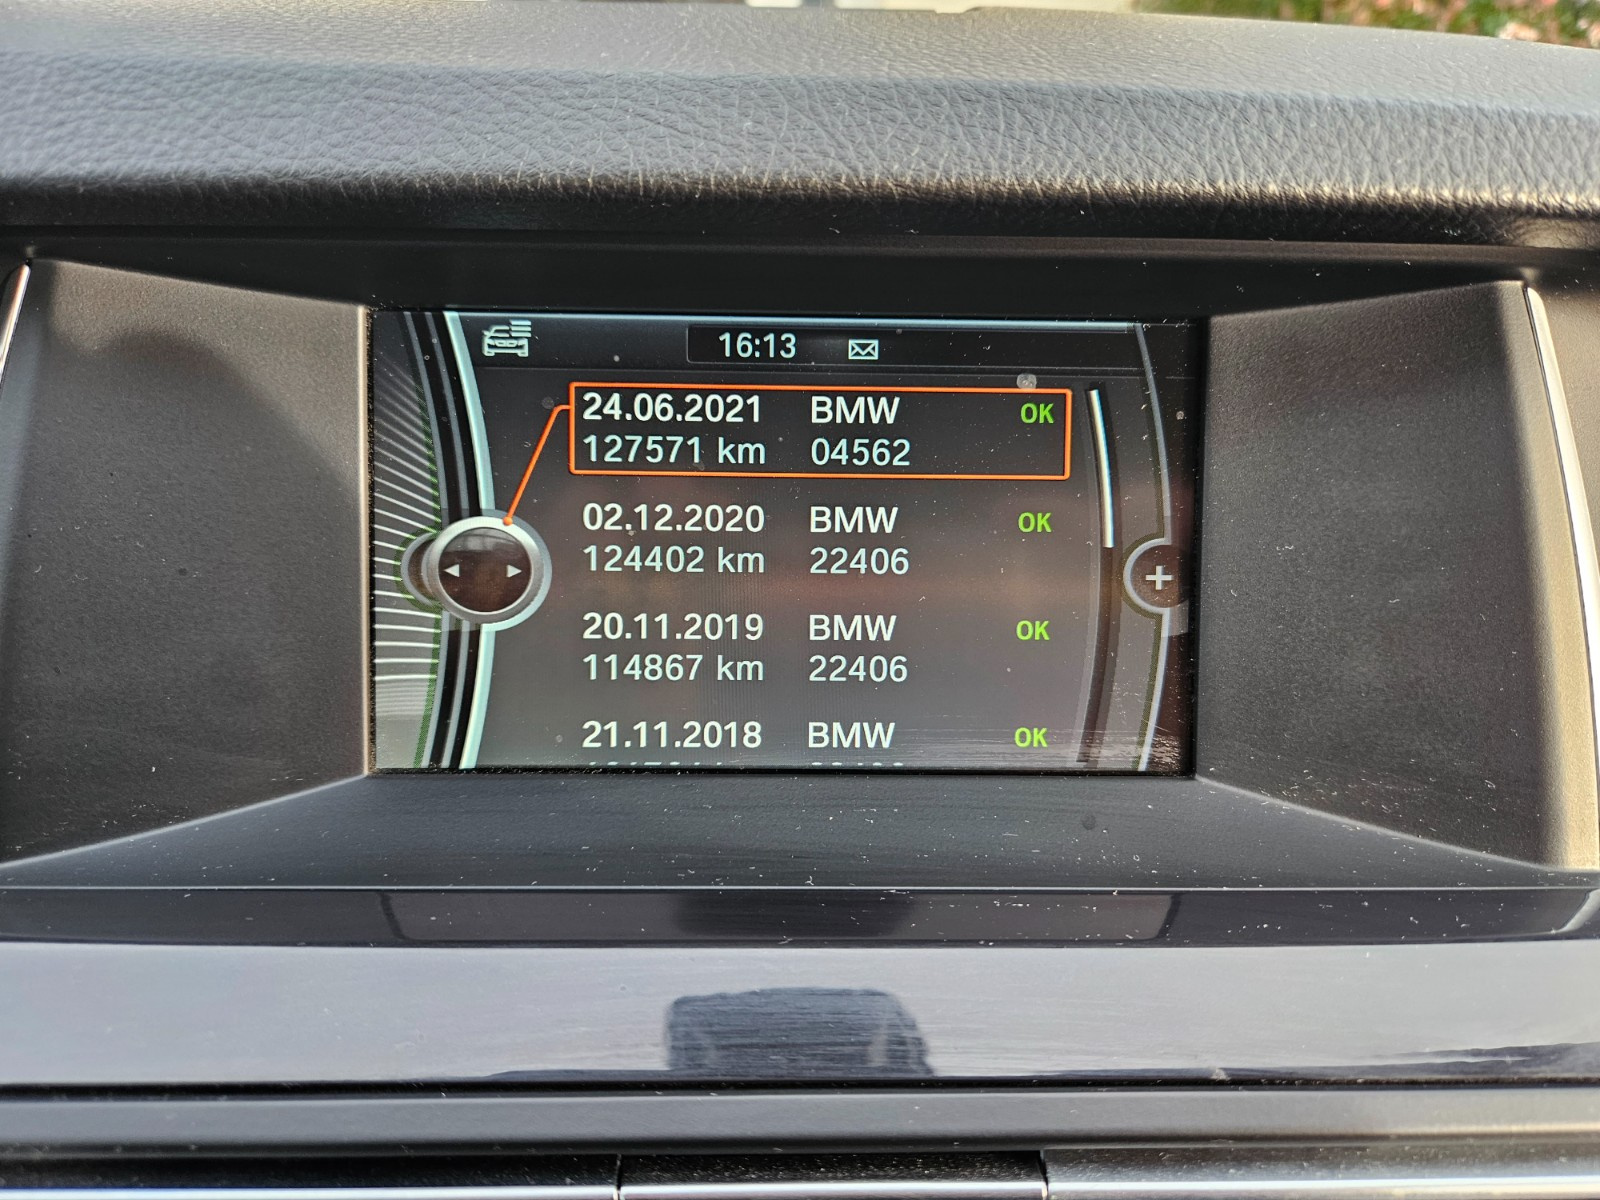 16:13
24.06.2021 BMW OK
127571 km 04562
02.12.2020 BMW OK
124402 km 22406
20.11.2019 BMW OK
114867 km 22406
21.11.2018 BMW OK